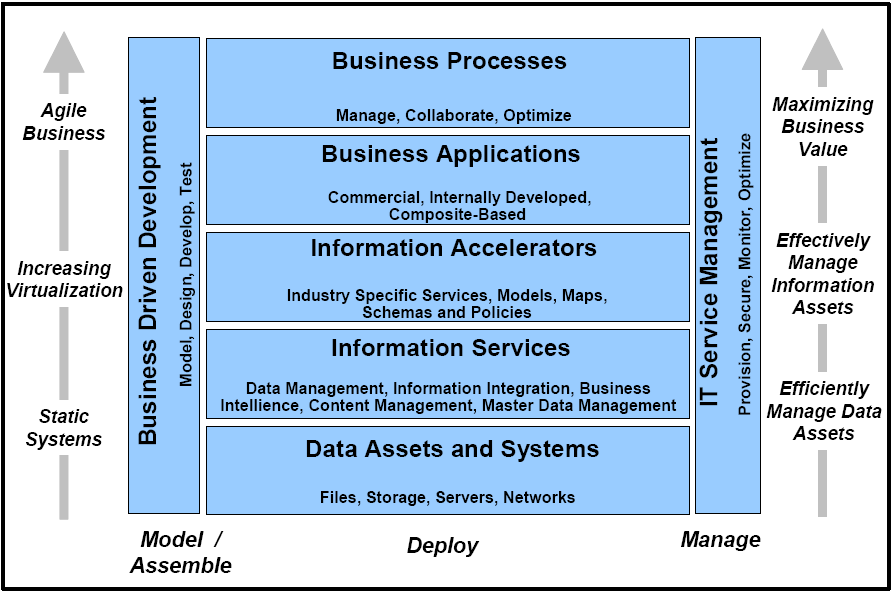 Agile
Business
Increasing
Virtualization
Static
Systems
Business Driven Development
Model, Design, Develop, Test
Business Processes
Manage, Collaborate, Optimize
Business Applications
Commercial, Internally Developed,
Composite-Based
Information Accelerators
Industry Specific Services, Models, Maps,
Schemas and Policies
Information Services
Data Management, Information Integration, Business
Intellience, Content Management, Master Data Management
Data Assets and Systems
Files, Storage, Servers, Networks
IT Service Management
Provision, Secure, Monitor, Optimize
Maximizing
Business
Value
Effectively
Manage
Information
Assets
Efficiently
Manage Data
Assets
Model /
Assemble
Deploy
Manage